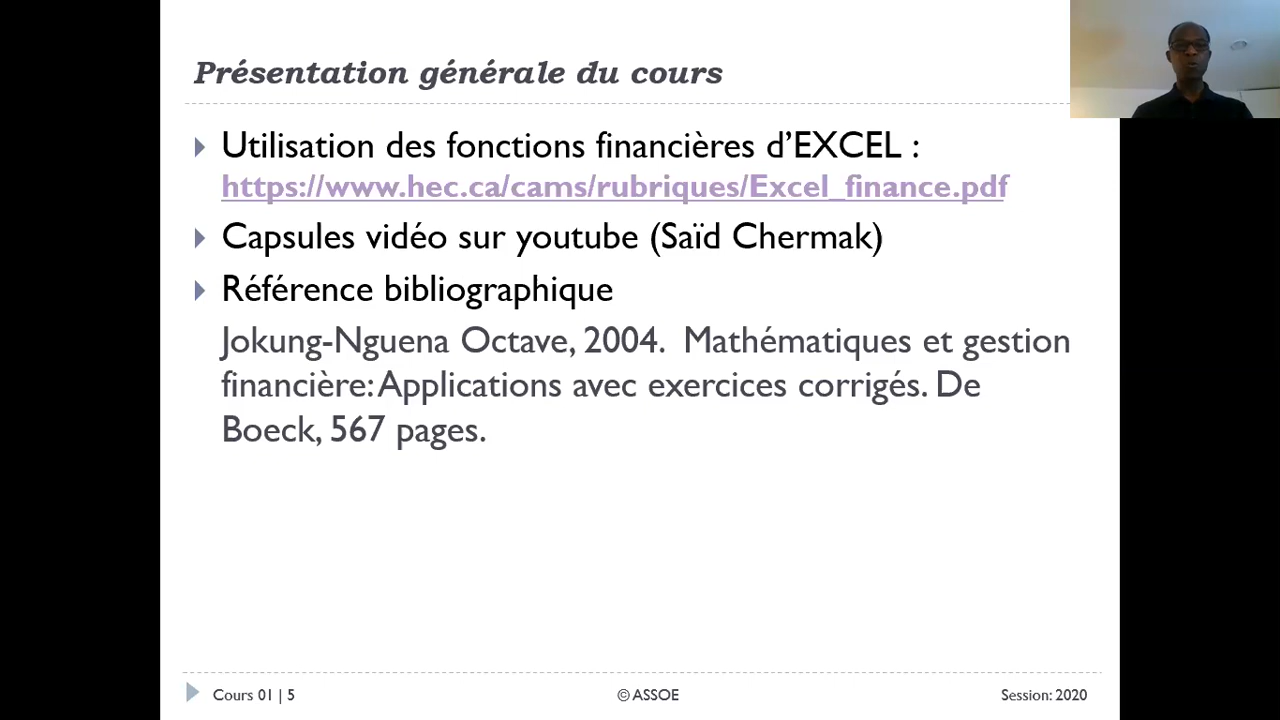 Présentation générale du cours
Utilisation des fonctions financières d'EXCEL :
https://www.hec.ca/cams/rubriques/Excel_finance.pdf
Capsules vidéo sur youtube (Saïd Chermak)
Référence bibliographique
Jokung-Nguena Octave, 2004. Mathématiques et gestion
financière: Applications avec exercices corrigés. De
Boeck, 567 pages.
Cours 01 | 5
© ASSOE
Session: 2020